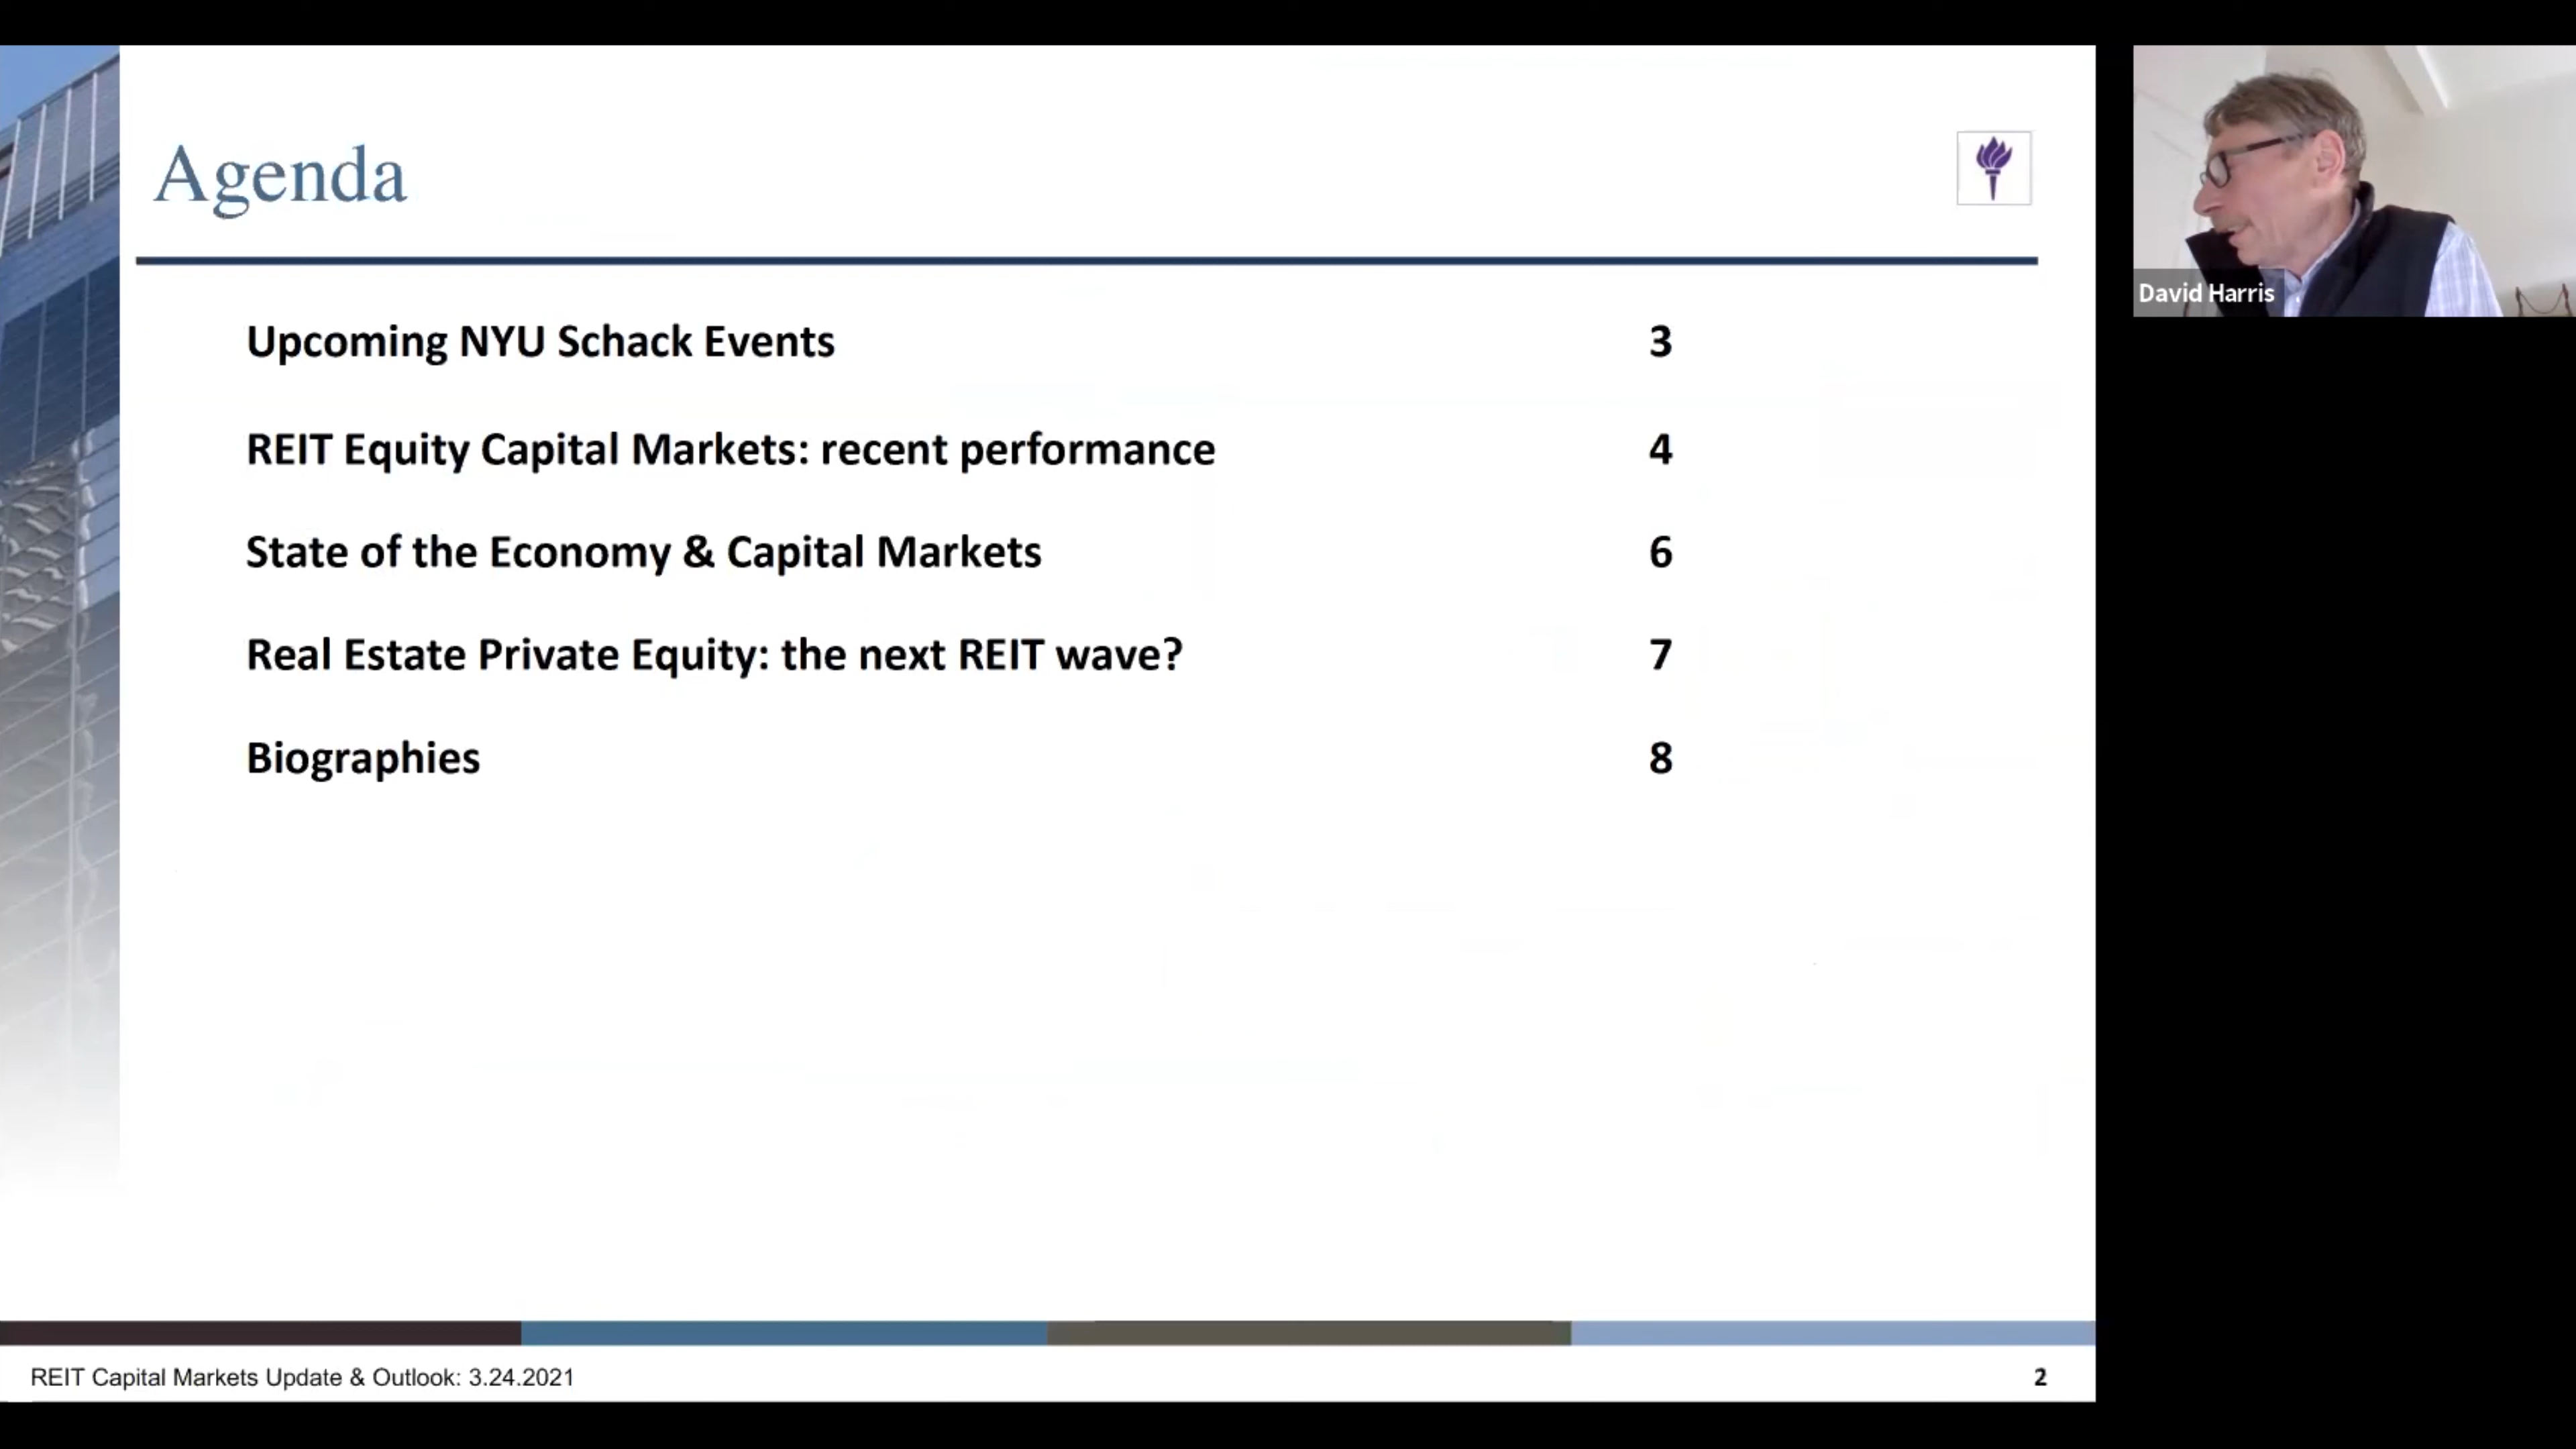 Agenda
Upcoming NYU Schack Events 3
REIT Equity Capital Markets: recent performance 4
State of the Economy & Capital Markets 6
Real Estate Private Equity: the next REIT wave? 7
Biographies 8
REIT Capital Markets Update & Outlook: 3.24.2021 2
David Harris